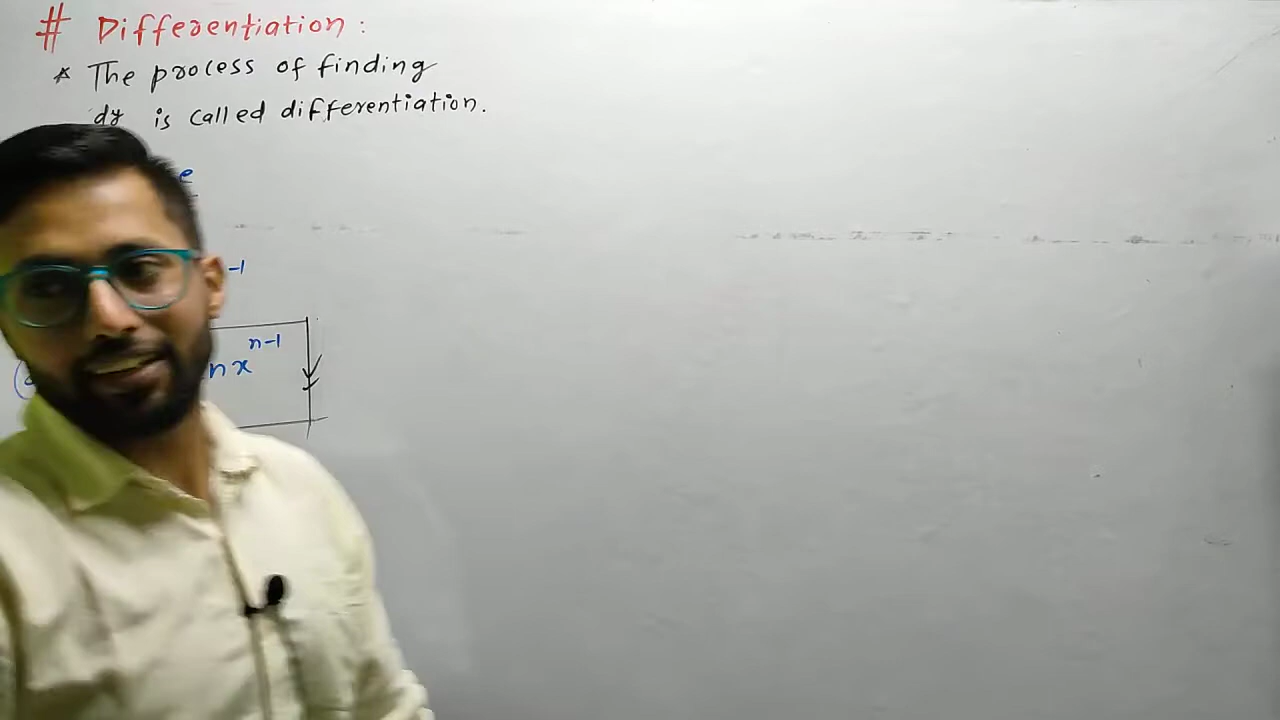 # Differentiation :
* The process of finding
dy is called differentiation.
e
-1
nx^{n-1}